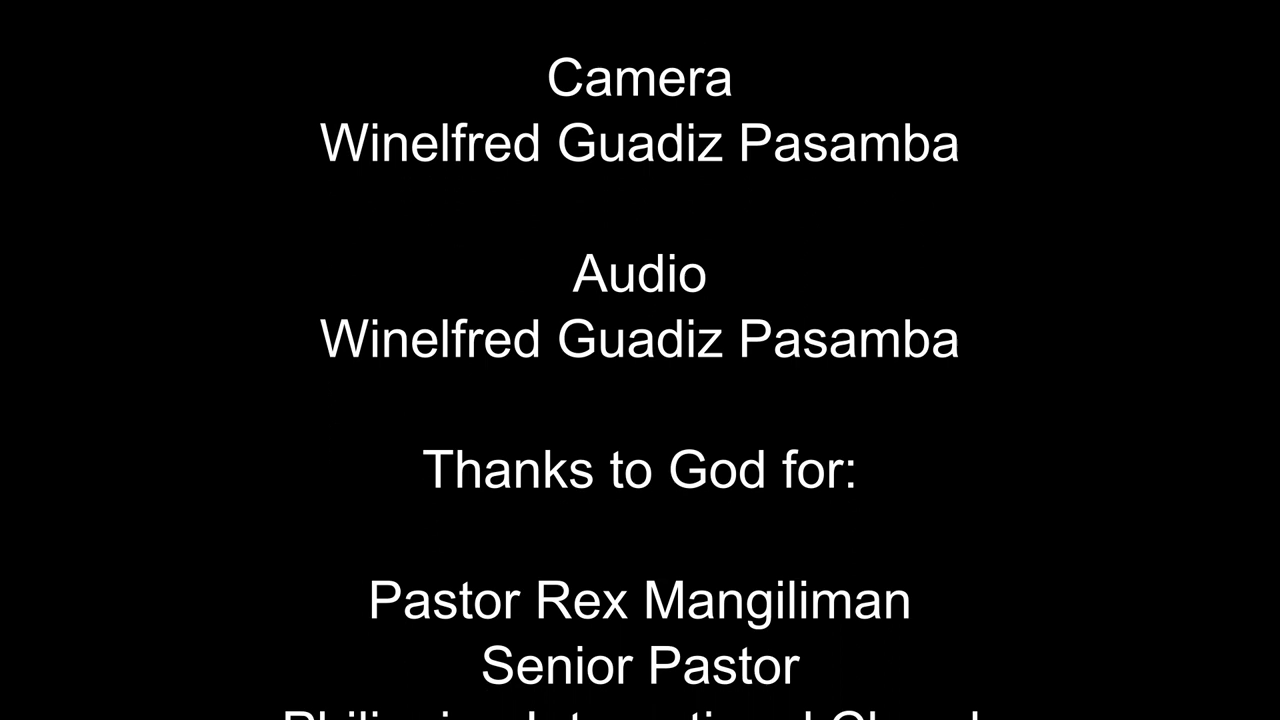 Camera
Winelfred Guadiz Pasamba
Audio
Winelfred Guadiz Pasamba
Thanks to God for:
Pastor Rex Mangiliman
Senior Pastor